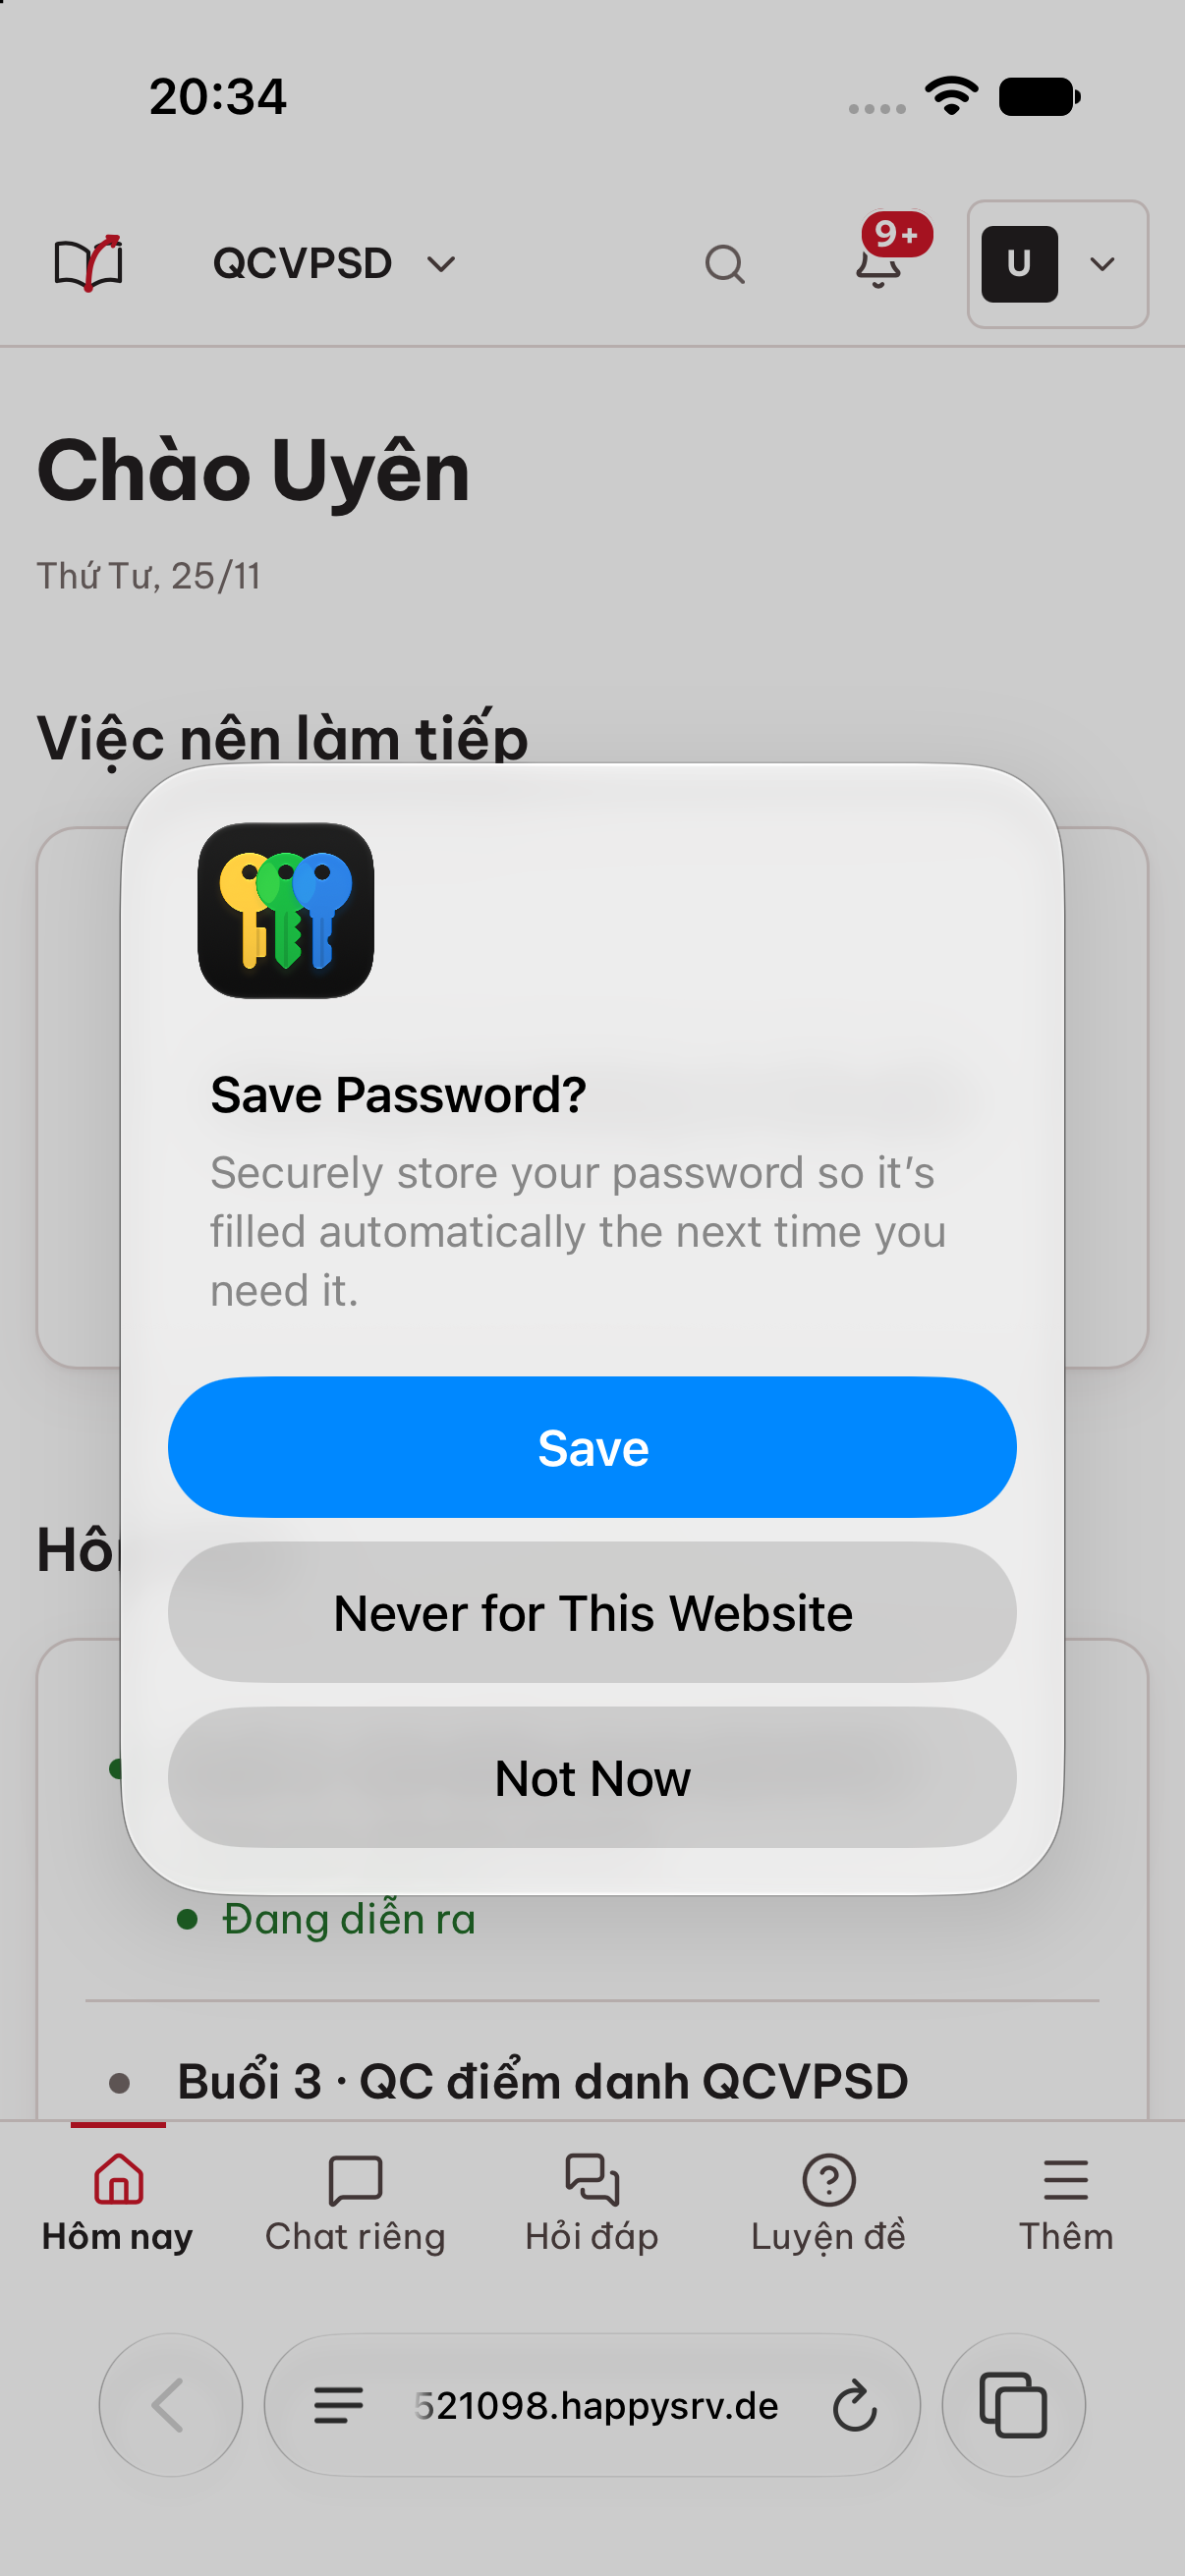 20:34
QCVPSD
9+
U
Chào Uyên
Thứ Tư, 25/11
Việc nên làm tiếp
Save Password?
Securely store your password so it’s
filled automatically the next time you
need it.
Save
Never for This Website
Not Now
Đang diễn ra
Buổi 3 · QC điểm danh QCVPSD
Hôm nay
Chat riêng
Hỏi đáp
Luyện đề
Thêm
521098.happysrv.de